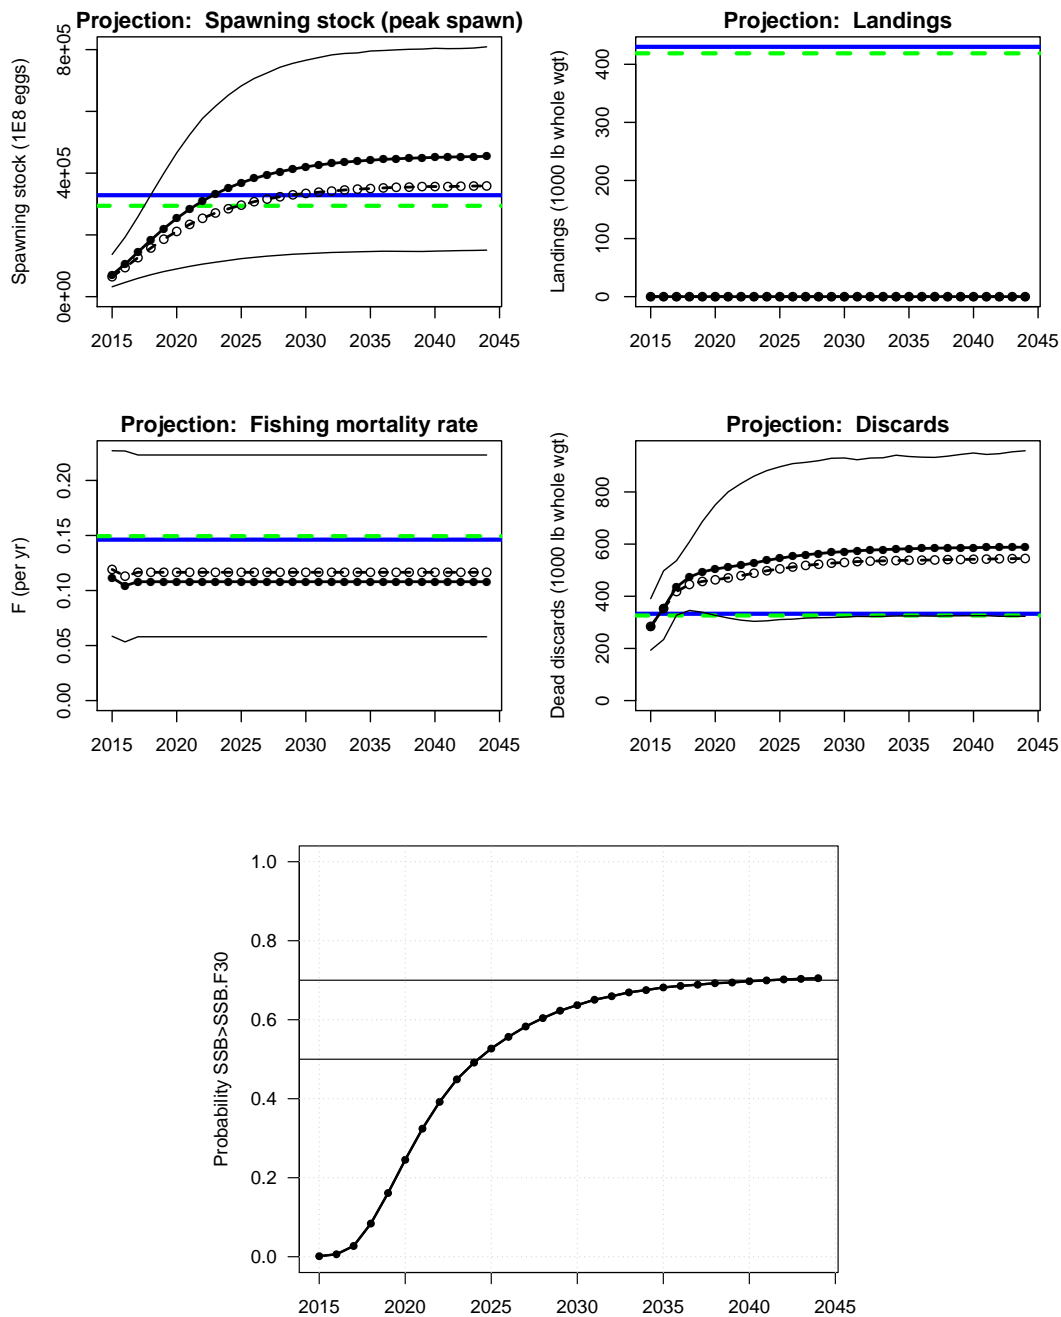 Projection:  Spawning stock (peak spawn)
Spawning stock (1E8 eggs)
8e+05
4e+05
0e+00
2015 2020 2025 2030 2035 2040 2045
Projection:  Landings
Landings (1000 lb whole wgt)
400
300
200
100
0
2015 2020 2025 2030 2035 2040 2045
Projection:  Fishing mortality rate
F (per yr)
0.20
0.15
0.10
0.05
0.00
2015 2020 2025 2030 2035 2040 2045
Projection:  Discards
Dead discards (1000 lb whole wgt)
800
600
400
200
0
2015 2020 2025 2030 2035 2040 2045
Probability SSB>SSB.F30
1.0
0.8
0.6
0.4
0.2
0.0
2015 2020 2025 2030 2035 2040 2045